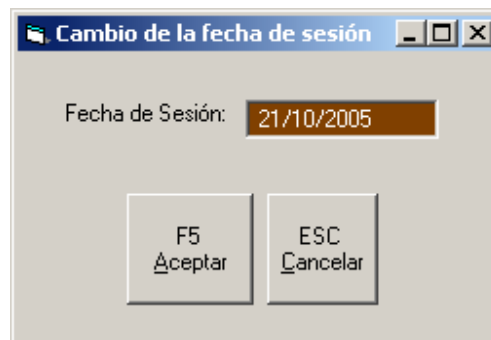 Cambio de la fecha de sesión
Fecha de Sesión: 21/10/2005
F5
Aceptar
ESC
Cancelar